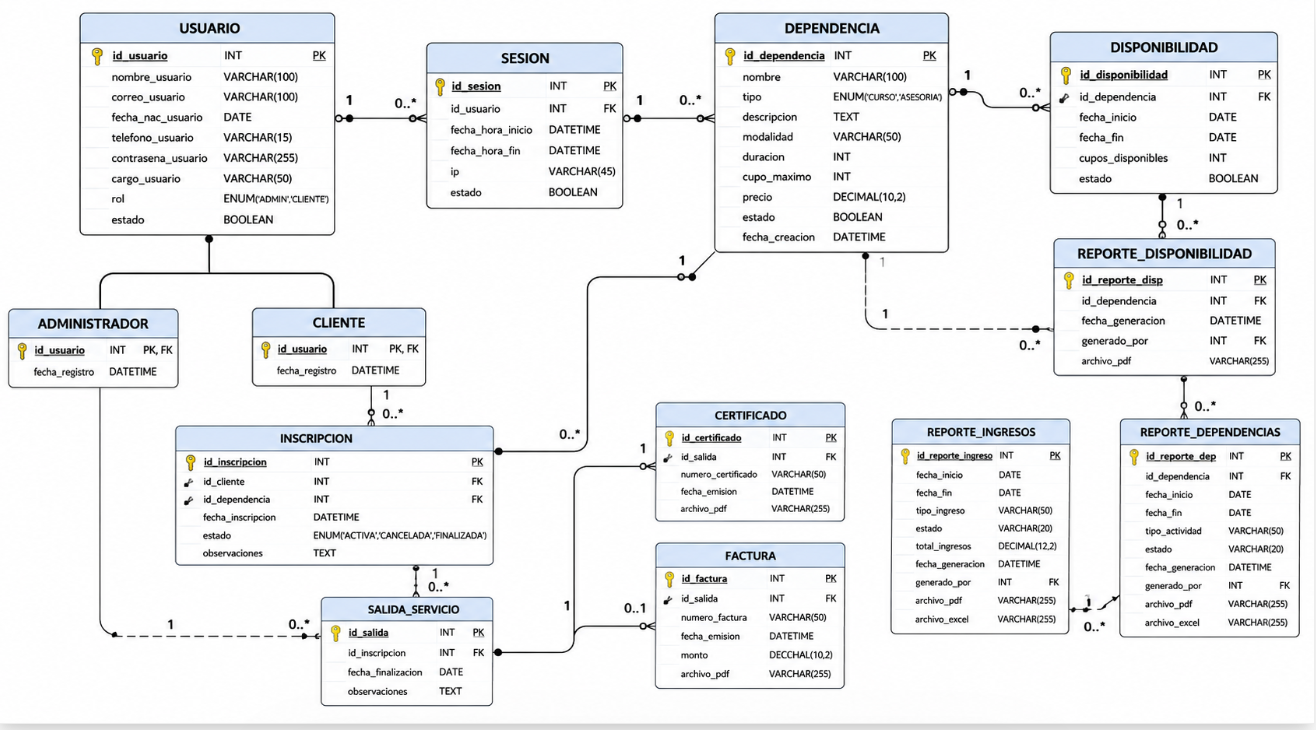 USUARIO
id_usuario INT PK
nombre_usuario VARCHAR(100)
correo_usuario VARCHAR(100)
fecha_nac_usuario DATE
telefono_usuario VARCHAR(15)
contrasena_usuario VARCHAR(255)
cargo_usuario VARCHAR(50)
rol ENUM('ADMIN','CLIENTE')
estado BOOLEAN
1 0..*
SESION
id_sesion INT PK
id_usuario INT FK
fecha_hora_inicio DATETIME
fecha_hora_fin DATETIME
ip VARCHAR(45)
estado BOOLEAN
1 0..*
DEPENDENCIA
id_dependencia INT PK
nombre VARCHAR(100)
tipo ENUM('CURSO','ASESORIA')
descripcion TEXT
modalidad VARCHAR(50)
duracion INT
cupo_maximo INT
precio DECIMAL(10,2)
estado BOOLEAN
fecha_creacion DATETIME
1 0..*
DISPONIBILIDAD
id_disponibilidad INT PK
id_dependencia INT FK
fecha_inicio DATE
fecha_fin DATE
cupos_disponibles INT
estado BOOLEAN
1
0..*
REPORTE_DISPONIBILIDAD
id_reporte_disp INT PK
id_dependencia INT FK
fecha_generacion DATETIME
generado_por INT FK
archivo_pdf VARCHAR(255)
1
1
0..*
1
0..*
ADMINISTRADOR
id_usuario INT PK, FK
fecha_registro DATETIME
CLIENTE
id_usuario INT PK, FK
fecha_registro DATETIME
1
0..*
INSCRIPCION
id_inscripcion INT PK
id_cliente INT FK
id_dependencia INT FK
fecha_inscripcion DATETIME
estado ENUM('ACTIVA','CANCELADA','FINALIZADA')
observaciones TEXT
1
0..*
1 0..*
SALIDA_SERVICIO
id_salida INT PK
id_inscripcion INT FK
fecha_finalizacion DATE
observaciones TEXT
1
1
0..1
CERTIFICADO
id_certificado INT PK
id_salida INT FK
numero_certificado VARCHAR(50)
fecha_emision DATETIME
archivo_pdf VARCHAR(255)
FACTURA
id_factura INT PK
id_salida INT FK
numero_factura VARCHAR(50)
fecha_emision DATETIME
monto DECCHAL(10,2)
archivo_pdf VARCHAR(255)
0..*
REPORTE_INGRESOS
id_reporte_ingreso INT PK
fecha_inicio DATE
fecha_fin DATE
tipo_ingreso VARCHAR(50)
estado VARCHAR(20)
total_ingresos DECIMAL(12,2)
fecha_generacion DATETIME
generado_por INT FK
archivo_pdf VARCHAR(255)
archivo_excel VARCHAR(255)
1
0..*
REPORTE_DEPENDENCIAS
id_reporte_dep INT PK
id_dependencia INT FK
fecha_inicio DATE
fecha_fin DATE
tipo_actividad VARCHAR(50)
estado VARCHAR(20)
fecha_generacion DATETIME
generado_por INT FK
archivo_pdf VARCHAR(255)
archivo_excel VARCHAR(255)